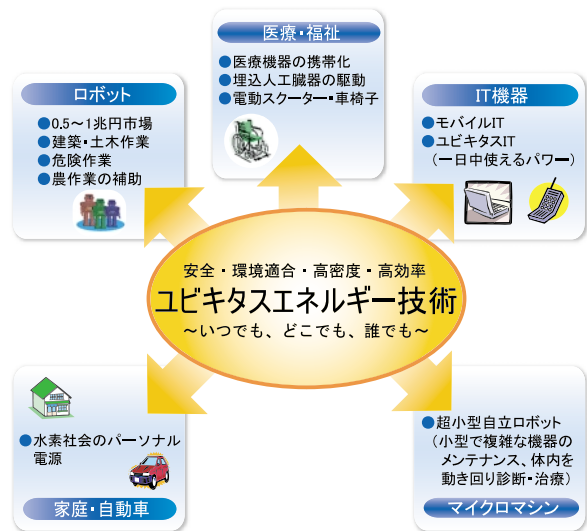 医療・福祉
●医療機器の携帯化
●埋込人工臓器の駆動
●電動スクーター・車椅子
ロボット
●0.5～1兆円市場
●建築・土木作業
●危険作業
●農作業の補助
IT機器
●モバイルIT
●ユビキタスIT
(一日中使えるパワー)
安全・環境適合・高密度・高効率
ユビキタスエネルギー技術
～いつでも、どこでも、誰でも～
●水素社会のパーソナル
電源
家庭・自動車
●超小型自立ロボット
(小型で複雑な機器の
メンテナンス、体内を
動き回り診断・治療)
マイクロマシン